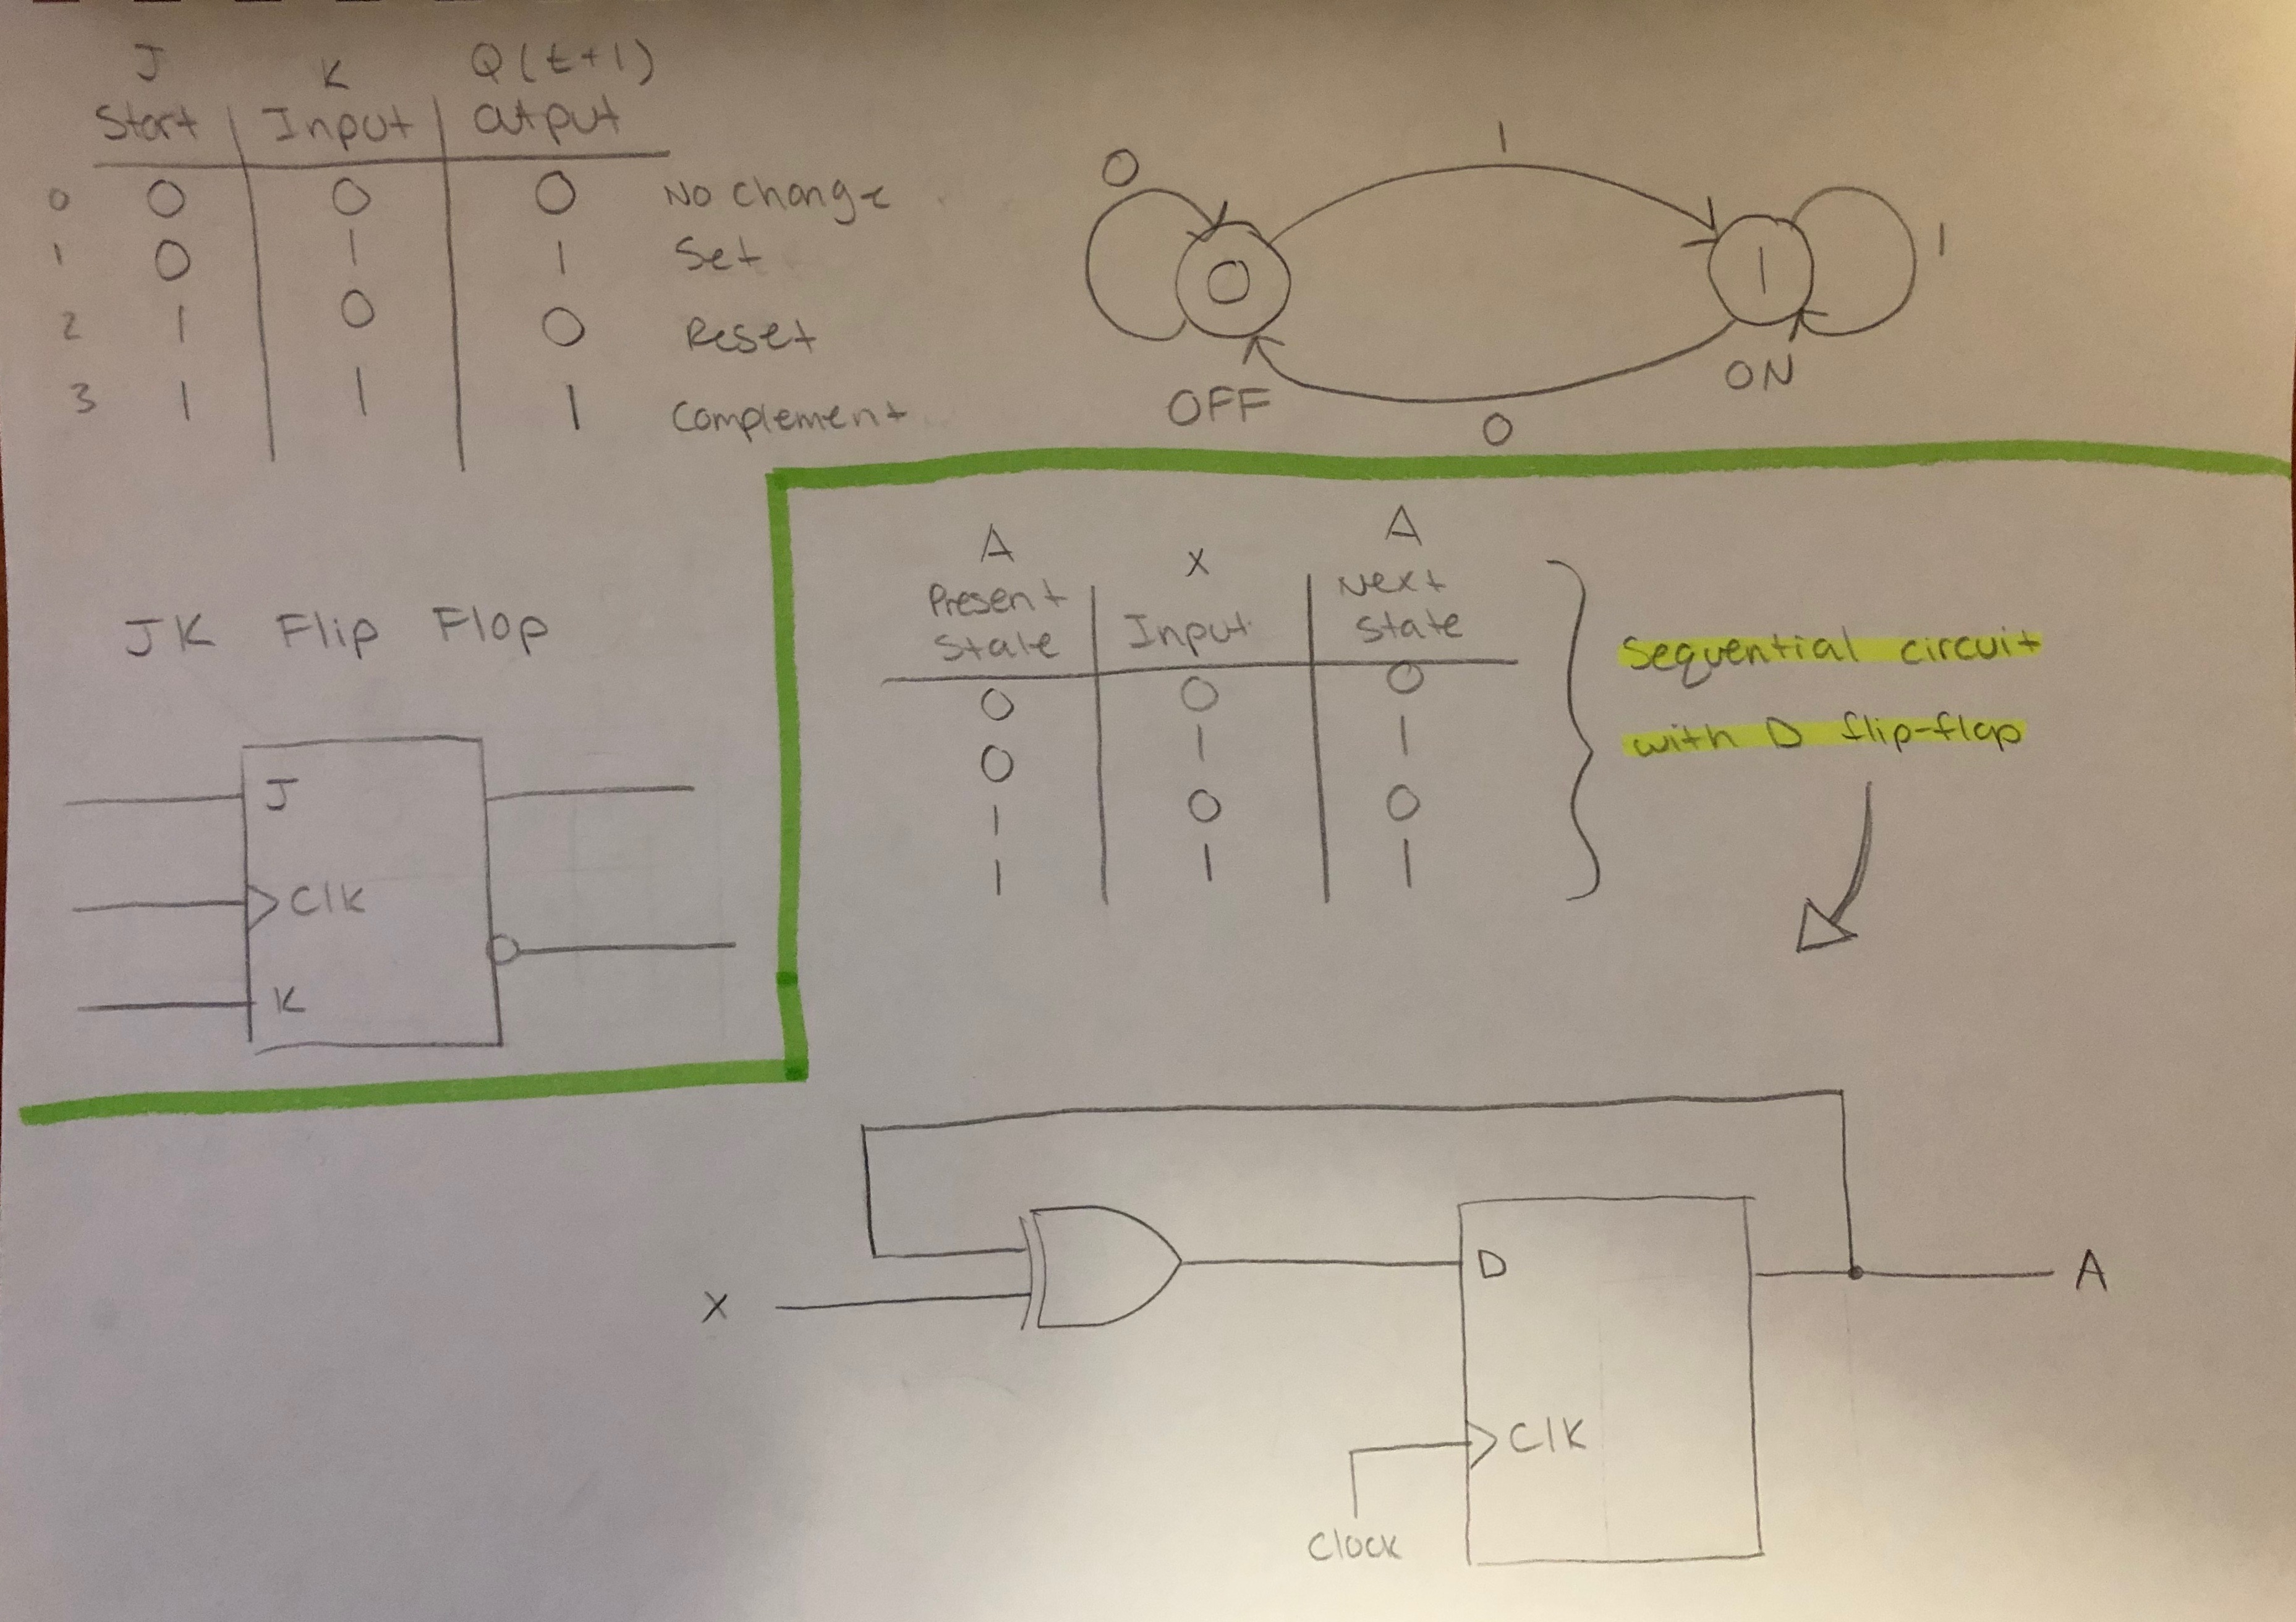 J K Q(t+1)
Start Input Output
0 0 0 0 No change
1 0 1 1 Set
2 1 0 0 Reset
3 1 1 1 Complement
0 1
0 1 1
OFF ON
0
A X A
Present State Input Next State
0 0 0
0 1 1
1 0 0
1 1 1
Sequential circuit
with D flip-flop
JK Flip Flop
J
Clk
K
X D A
Clk
Clock